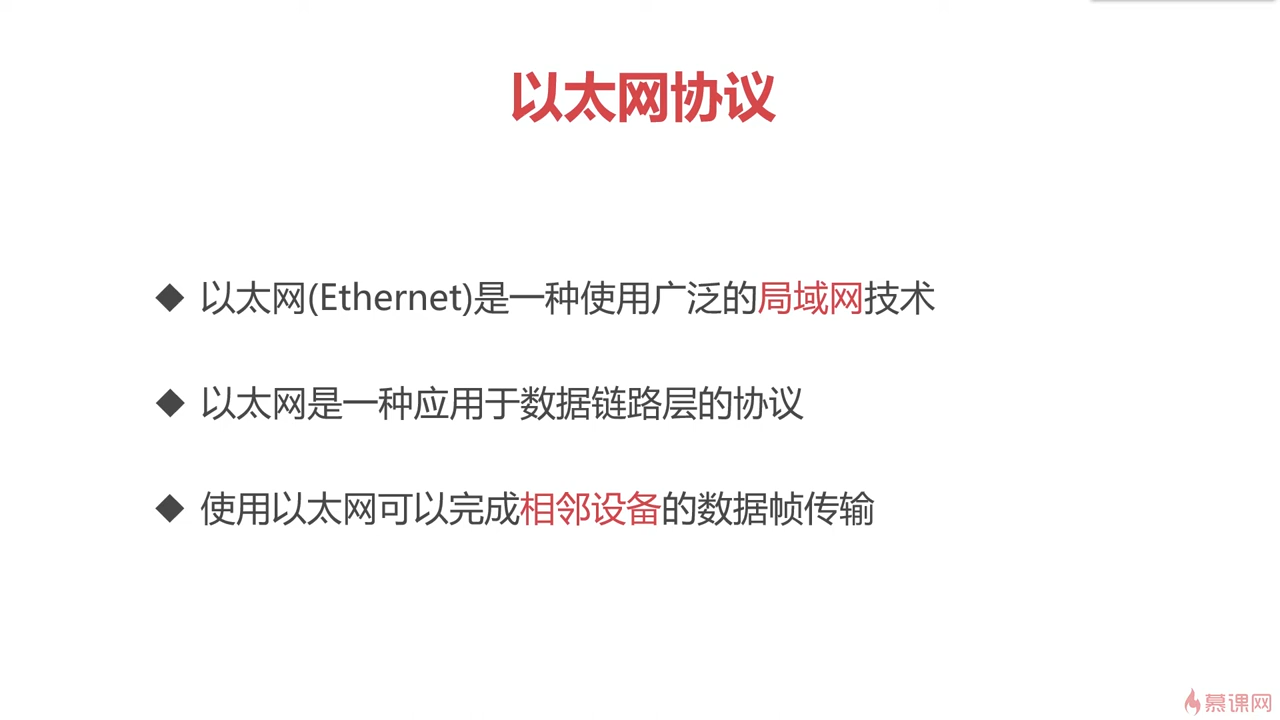 以太网协议
◆ 以太网(Ethernet)是一种使用广泛的局域网技术
◆ 以太网是一种应用于数据链路层的协议
◆ 使用以太网可以完成相邻设备的数据帧传输
慕课网